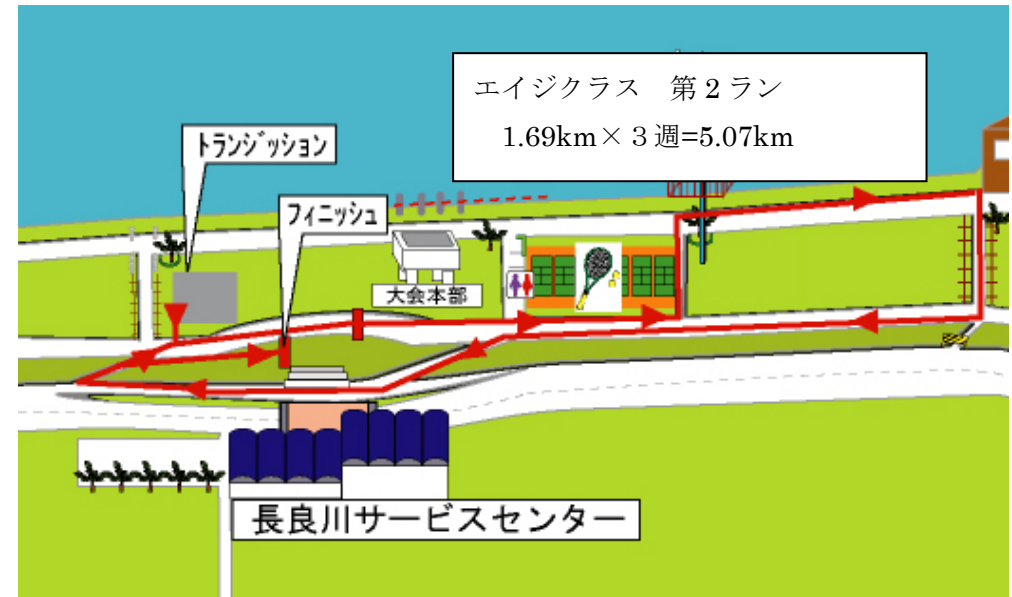 エイジクラス　第２ラン
1.69km×３週=5.07km
ﾄﾗﾝｼﾞｯｼｮﾝ
フィニッシュ
大会本部
長良川サービスセンター